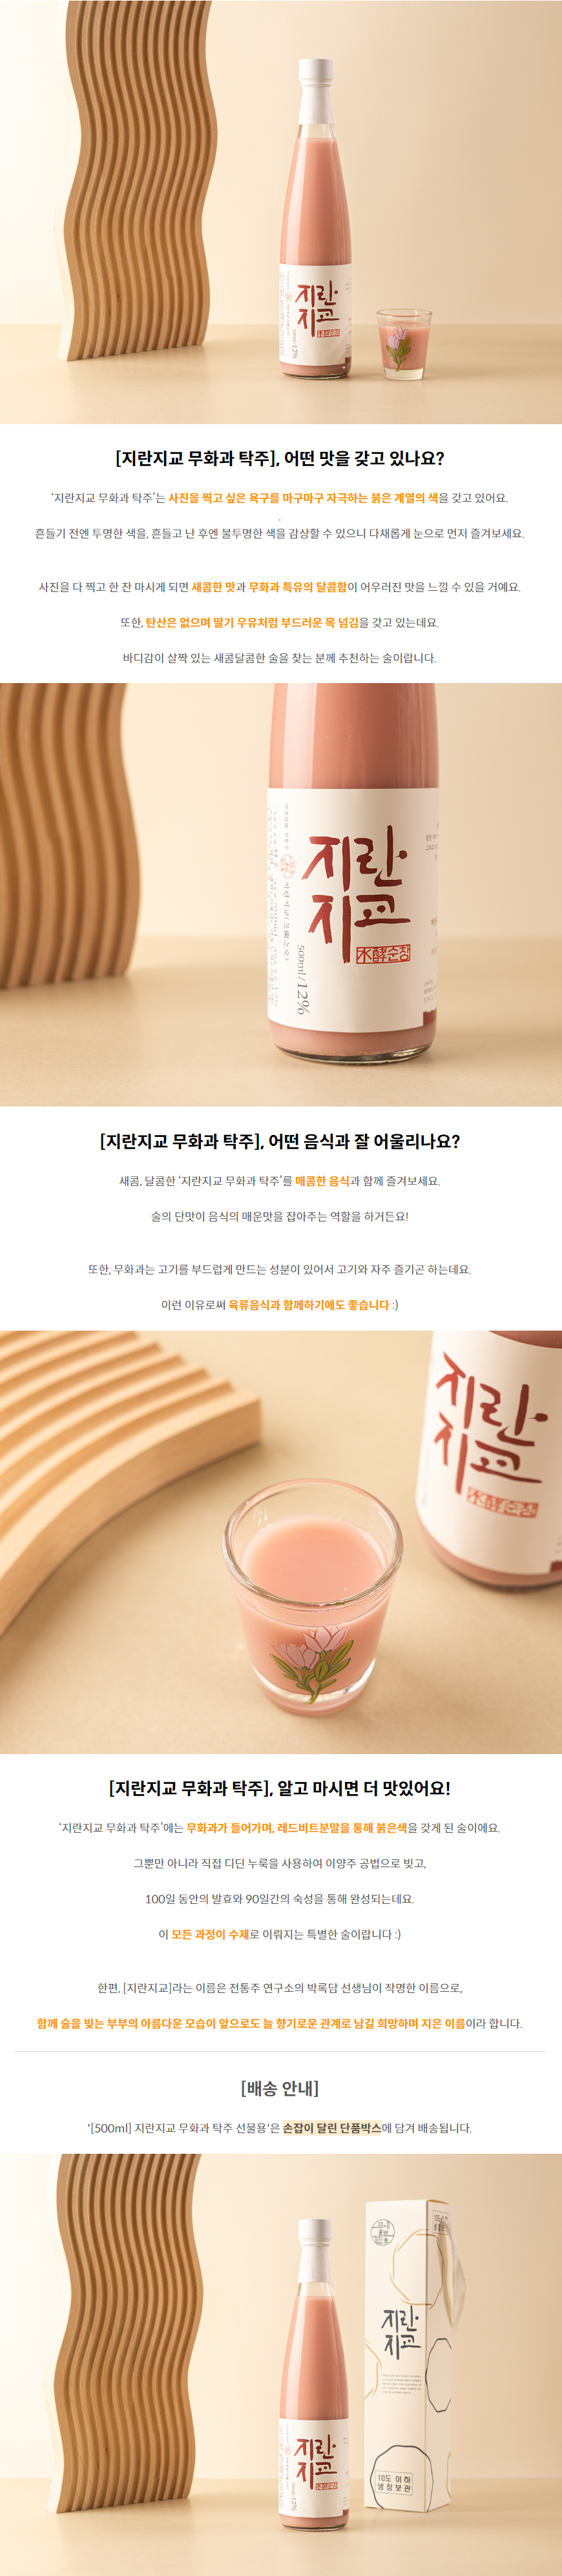 지란
지교
水酵순창
500ml/12%
[지란지교 무화과 탁주], 어떤 맛을 갖고 있나요?
‘지란지교 무화과 탁주’는 사진을 찍고 싶은 욕구를 마구마구 자극하는 붉은 계열의 색을 갖고 있어요.
흔들기 전엔 투명한 색을, 흔들고 난 후엔 불투명한 색을 감상할 수 있으니 다채롭게 눈으로 먼저 즐겨보세요.
사진을 다 찍고 한 잔 마시게 되면 새콤한 맛과 무화과 특유의 달콤함이 어우러진 맛을 느낄 수 있을 거예요.
또한, 탄산은 없으며 딸기 우유처럼 부드러운 목 넘김을 갖고 있는데요.
바디감이 살짝 있는 새콤달콤한 술을 찾는 분께 추천하는 술이랍니다.
지란
지교
水酵순창
500ml/12%
[지란지교 무화과 탁주], 어떤 음식과 잘 어울리나요?
새콤, 달콤한 ‘지란지교 무화과 탁주’를 매콤한 음식과 함께 즐겨보세요.
술의 단맛이 음식의 매운맛을 잡아주는 역할을 하거든요!
또한, 무화과는 고기를 부드럽게 만드는 성분이 있어서 고기와 자주 즐기곤 하는데요.
이런 이유로써 육류음식과 함께하기에도 좋습니다 :)
지란
지교
水酵순창
[지란지교 무화과 탁주], 알고 마시면 더 맛있어요!
‘지란지교 무화과 탁주’에는 무화과가 들어가며, 레드비트분말을 통해 붉은색을 갖게 된 술이에요.
그뿐만 아니라 직접 디딘 누룩을 사용하여 이양주 공법으로 빚고,
100일 동안의 발효와 90일간의 숙성을 통해 완성되는데요.
이 모든 과정이 수제로 이뤄지는 특별한 술이랍니다 :)
한편, [지란지교]라는 이름은 전통주 연구소의 박록담 선생님이 작명한 이름으로,
함께 술을 빚는 부부의 아름다운 모습이 앞으로도 늘 향기로운 관계로 남길 희망하며 지은 이름이라 합니다.
[배송 안내]
'[500ml] 지란지교 무화과 탁주 선물용'은 손잡이 달린 단품박스에 담겨 배송됩니다.
지란
지교
水酵순창
12%
지란
지교
10도 이하
냉장보관